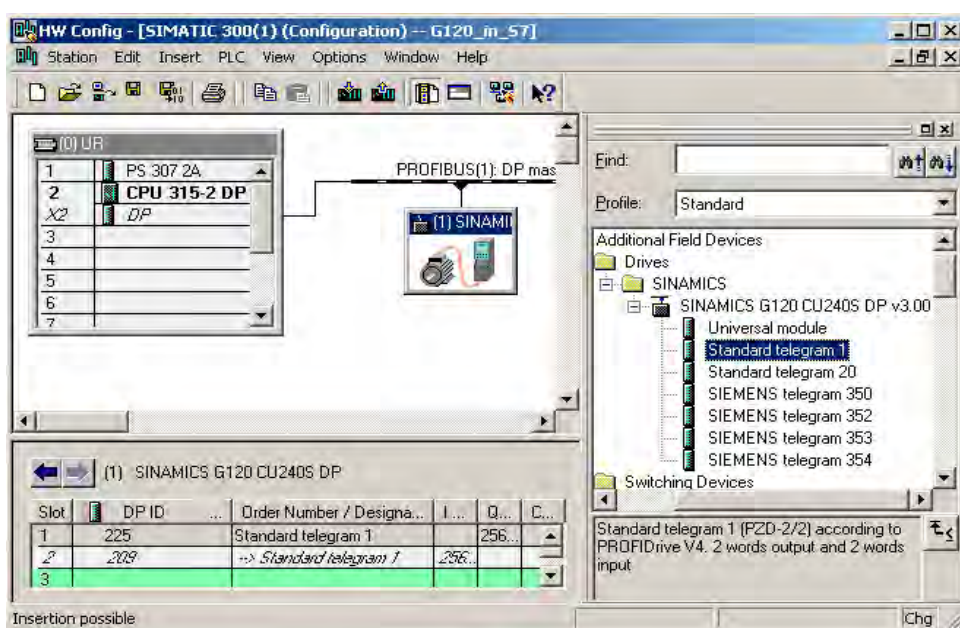 HW Config - [SIMATIC 300(1) (Configuration) -- G120_in_S7]
Station Edit Insert PLC View Options Window Help
(0) UR
1 PS 307 2A
2 CPU 315-2 DP
X2 DP
3
4
5
6
7
PROFIBUS(1): DP mas
(1) SINAMI
Find:
Profile: Standard
Additional Field Devices
Drives
SINAMICS
SINAMICS G120 CU240S DP v3.00
Universal module
Standard telegram 1
Standard telegram 20
SIEMENS telegram 350
SIEMENS telegram 352
SIEMENS telegram 353
SIEMENS telegram 354
Switching Devices
(1) SINAMICS G120 CU240S DP
Slot DP ID ... Order Number / Designa... I ... Q... C...
1 225 Standard telegram 1 256...
2 209 --> Standard telegram 1 256...
3
Standard telegram 1 (PZD-2/2) according to
PROFIDrive V4. 2 words output and 2 words
input
Insertion possible
Chg